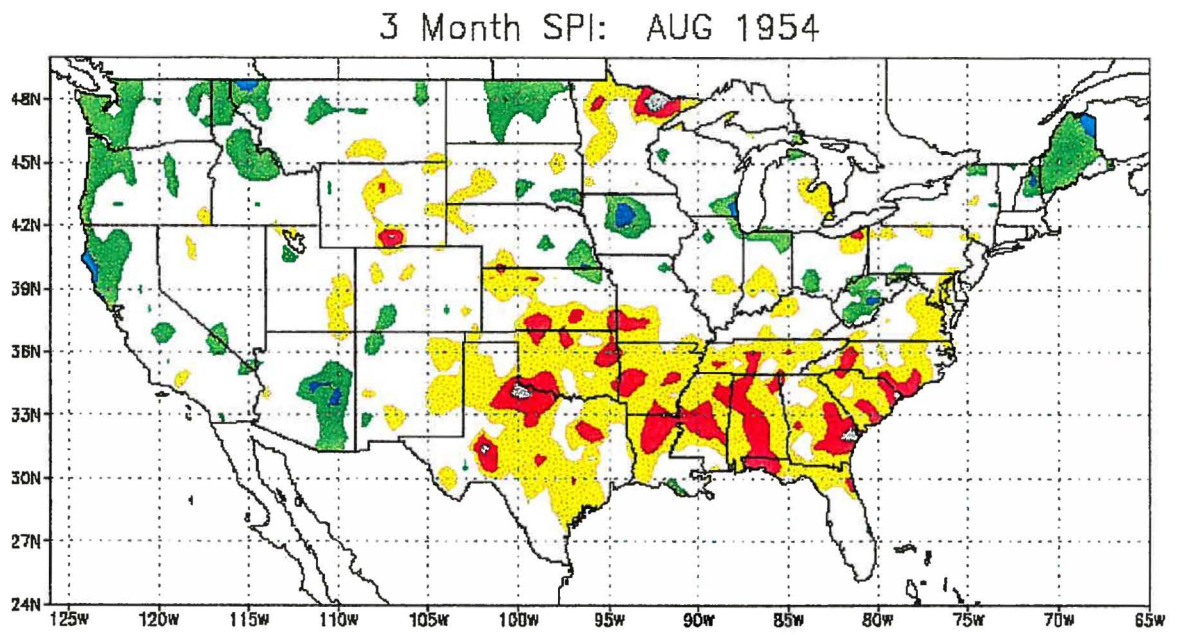 3 Month SPI: AUG 1954
48N
45N
42N
39N
36N
33N
30N
27N
24N
125W 120W 115W 110W 105W 100W 95W 90W 85W 80W 75W 70W 65W